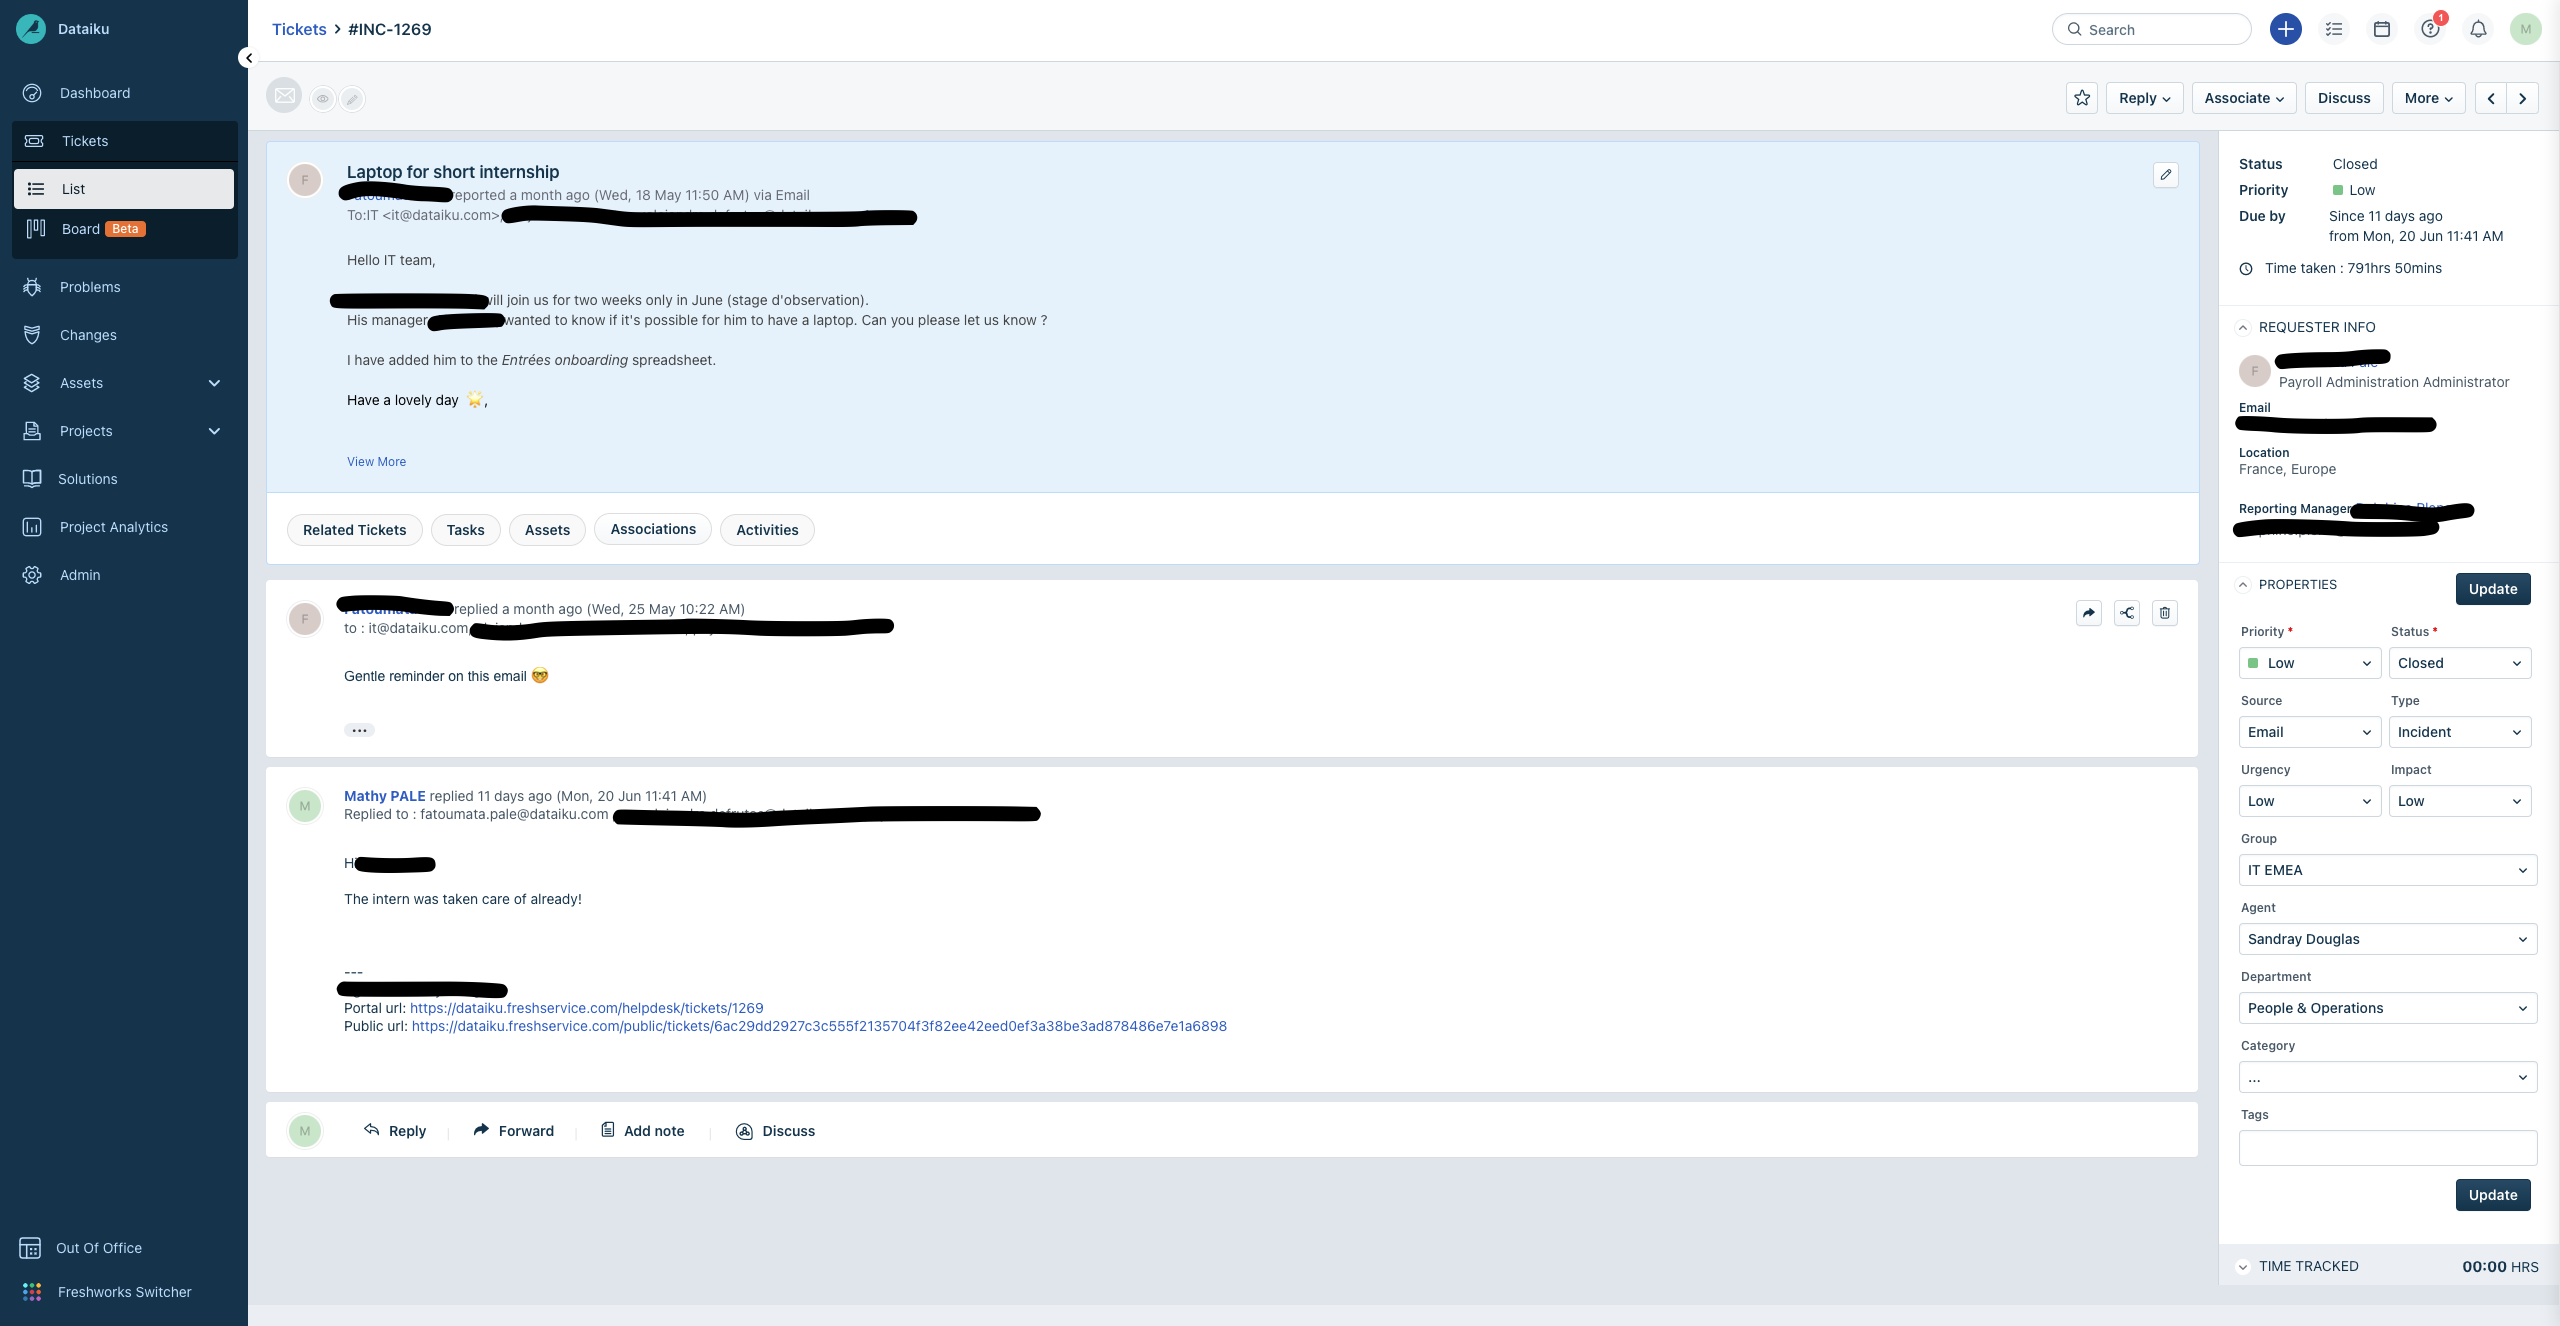 Dataiku
Dashboard
Tickets
List
Board Beta
Problems
Changes
Assets
Projects
Solutions
Project Analytics
Admin
Out Of Office
Freshworks Switcher
Tickets > #INC-1269
Search
1
M
Reply
Associate
Discuss
More
F
Laptop for short internship
reported a month ago (Wed, 18 May 11:50 AM) via Email
To:IT <it@dataiku.com>,
Hello IT team,
will join us for two weeks only in June (stage d'observation).
His manager wanted to know if it's possible for him to have a laptop. Can you please let us know ?
I have added him to the Entrées onboarding spreadsheet.
Have a lovely day 🌟,
View More
Related Tickets
Tasks
Assets
Associations
Activities
F
replied a month ago (Wed, 25 May 10:22 AM)
to : it@dataiku.com,
Gentle reminder on this email 🤓
...
M
Mathy PALE replied 11 days ago (Mon, 20 Jun 11:41 AM)
Replied to : fatoumata.pale@dataiku.com
Hi
The intern was taken care of already!
---
Portal url: https://dataiku.freshservice.com/helpdesk/tickets/1269
Public url: https://dataiku.freshservice.com/public/tickets/6ac29dd2927c3c555f2135704f3f82ee42eed0ef3a38be3ad878486e7e1a6898
M
Reply
Forward
Add note
Discuss
Status Closed
Priority Low
Due by Since 11 days ago
from Mon, 20 Jun 11:41 AM
Time taken : 791hrs 50mins
REQUESTER INFO
F
Payroll Administration Administrator
Email
Location
France, Europe
Reporting Manager
PROPERTIES
Update
Priority * Status *
Low Closed
Source Type
Email Incident
Urgency Impact
Low Low
Group
IT EMEA
Agent
Sandray Douglas
Department
People & Operations
Category
...
Tags
Update
TIME TRACKED 00:00 HRS